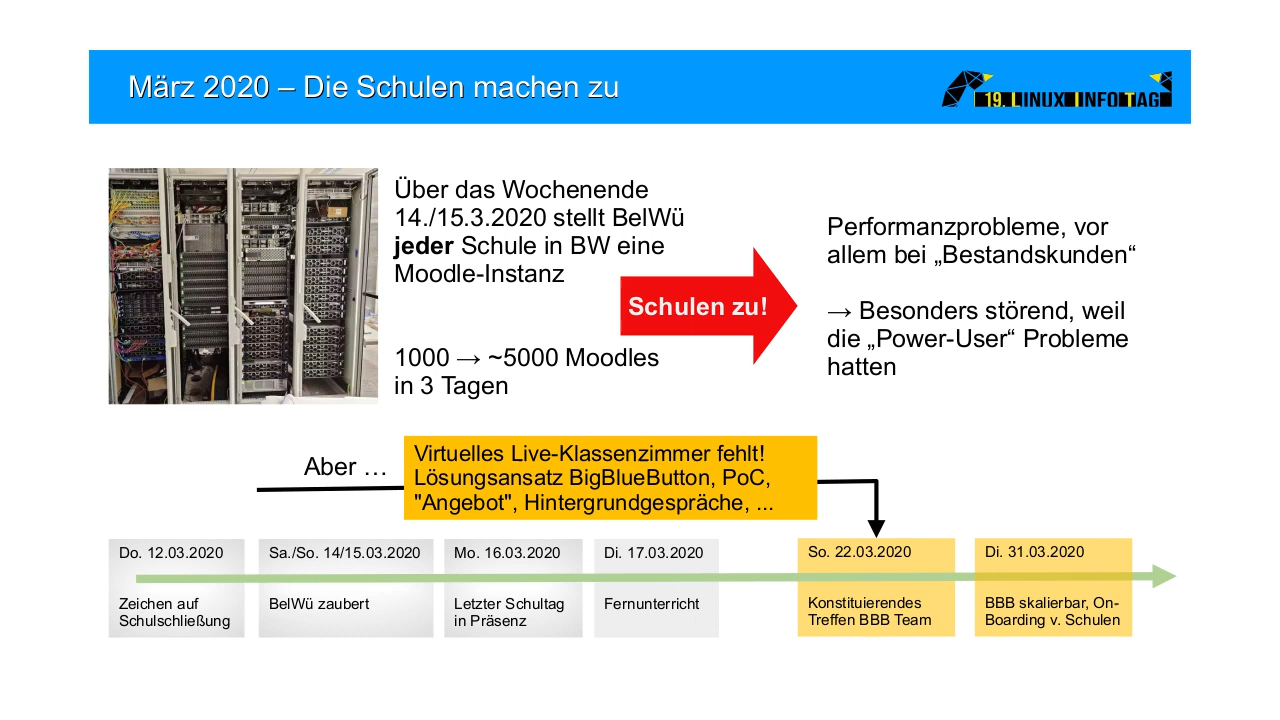 März 2020 – Die Schulen machen zu
19. LINUX INFO TAG
Über das Wochenende
14./15.3.2020 stellt BelWü
jeder Schule in BW eine
Moodle-Instanz
1000 → ~5000 Moodles
in 3 Tagen
Schulen zu!
Performanzprobleme, vor
allem bei „Bestandskunden“
→ Besonders störend, weil
die „Power-User“ Probleme
hatten
Aber …
Virtuelles Live-Klassenzimmer fehlt!
Lösungsansatz BigBlueButton, PoC,
"Angebot", Hintergrundgespräche, ...
Do. 12.03.2020
Zeichen auf
Schulschließung
Sa./So. 14/15.03.2020
BelWü zaubert
Mo. 16.03.2020
Letzter Schultag
in Präsenz
Di. 17.03.2020
Fernunterricht
So. 22.03.2020
Konstituierendes
Treffen BBB Team
Di. 31.03.2020
BBB skalierbar, On-
Boarding v. Schulen